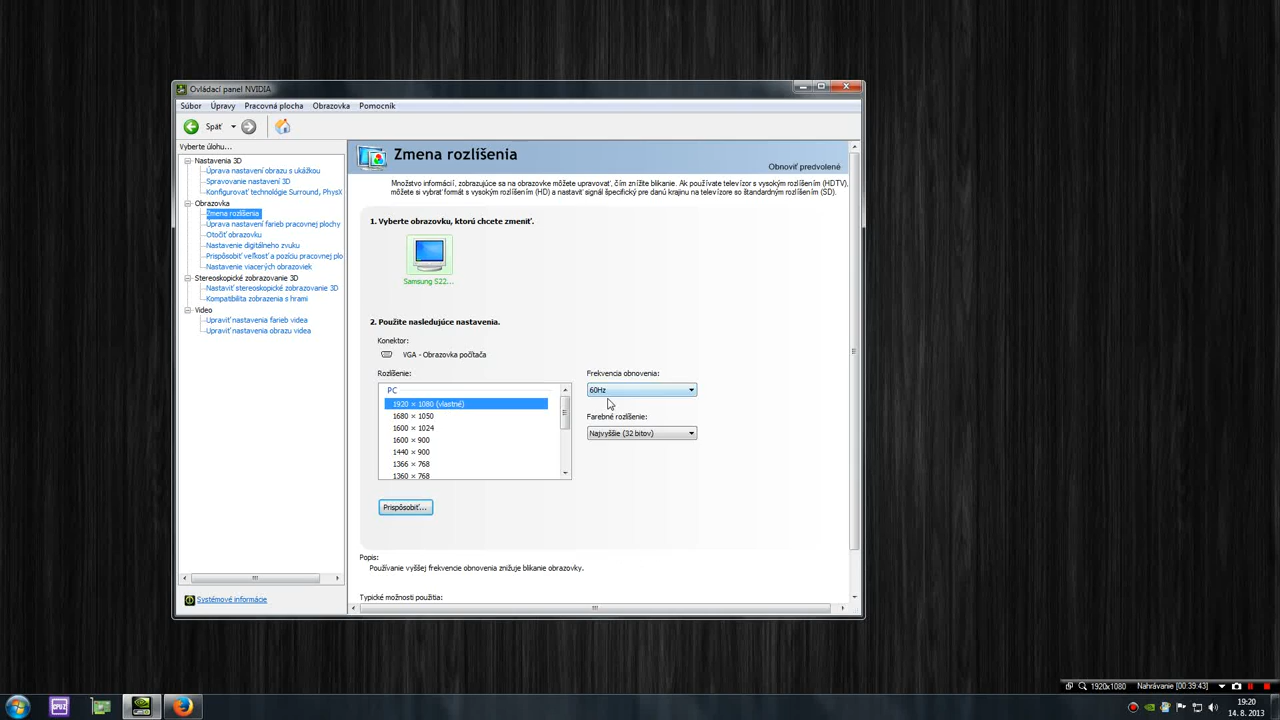 Ovládací panel NVIDIA
Súbor Úpravy Pracovná plocha Obrazovka Pomocník
Späť
Vyberte úlohu...
Nastavenia 3D
Úprava nastavení obrazu s ukážkou
Spravovanie nastavení 3D
Konfigurovať technológie Surround, PhysX
Obrazovka
Zmena rozlíšenia
Úprava nastavení farieb pracovnej plochy
Otočiť obrazovku
Nastavenie digitálneho zvuku
Prispôsobiť veľkosť a pozíciu pracovnej plo
Nastavenie viacerých obrazoviek
Stereoskopické zobrazovanie 3D
Nastaviť stereoskopické zobrazovanie 3D
Kompatibilita zobrazenia s hrami
Video
Upraviť nastavenia farieb videa
Upraviť nastavenia obrazu videa
Systémové informácie
Zmena rozlíšenia
Obnoviť predvolené
Množstvo informácií, zobrazujúce sa na obrazovke môžete upravovať, čím znížite blikanie. Ak používate televízor s vysokým rozlíšením (HDTV),
môžete si vybrať formát s vysokým rozlíšením (HD) a nastaviť signál špecifický pre danú krajinu na televízore so štandardným rozlíšením (SD).
1. Vyberte obrazovku, ktorú chcete zmeniť.
Samsung S22...
2. Použite nasledujúce nastavenia.
Konektor:
VGA - Obrazovka počítača
Rozlíšenie:
PC
1920 × 1080 (vlastné)
1680 × 1050
1600 × 1024
1600 × 900
1440 × 900
1366 × 768
1360 × 768
Frekvencia obnovenia:
60Hz
Farebné rozlíšenie:
Najvyššie (32 bitov)
Prispôsobiť...
Popis:
Používanie vyššej frekvencie obnovenia znižuje blikanie obrazovky.
Typické možnosti použitia:
1920x1080 Nahrávanie [00:39:43]
CPU-Z
19:20
14. 8. 2013